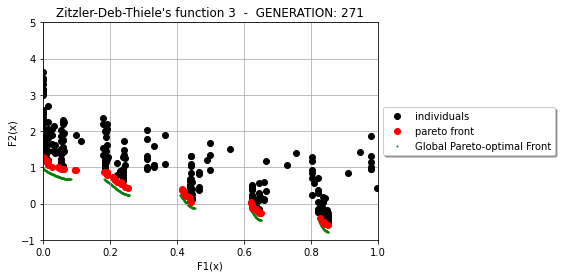 Zitzler-Deb-Thiele's function 3 - GENERATION: 271
5
4
3
2
1
0
−1
F2(x)
0.0 0.2 0.4 0.6 0.8 1.0
F1(x)
individuals
pareto front
Global Pareto-optimal Front